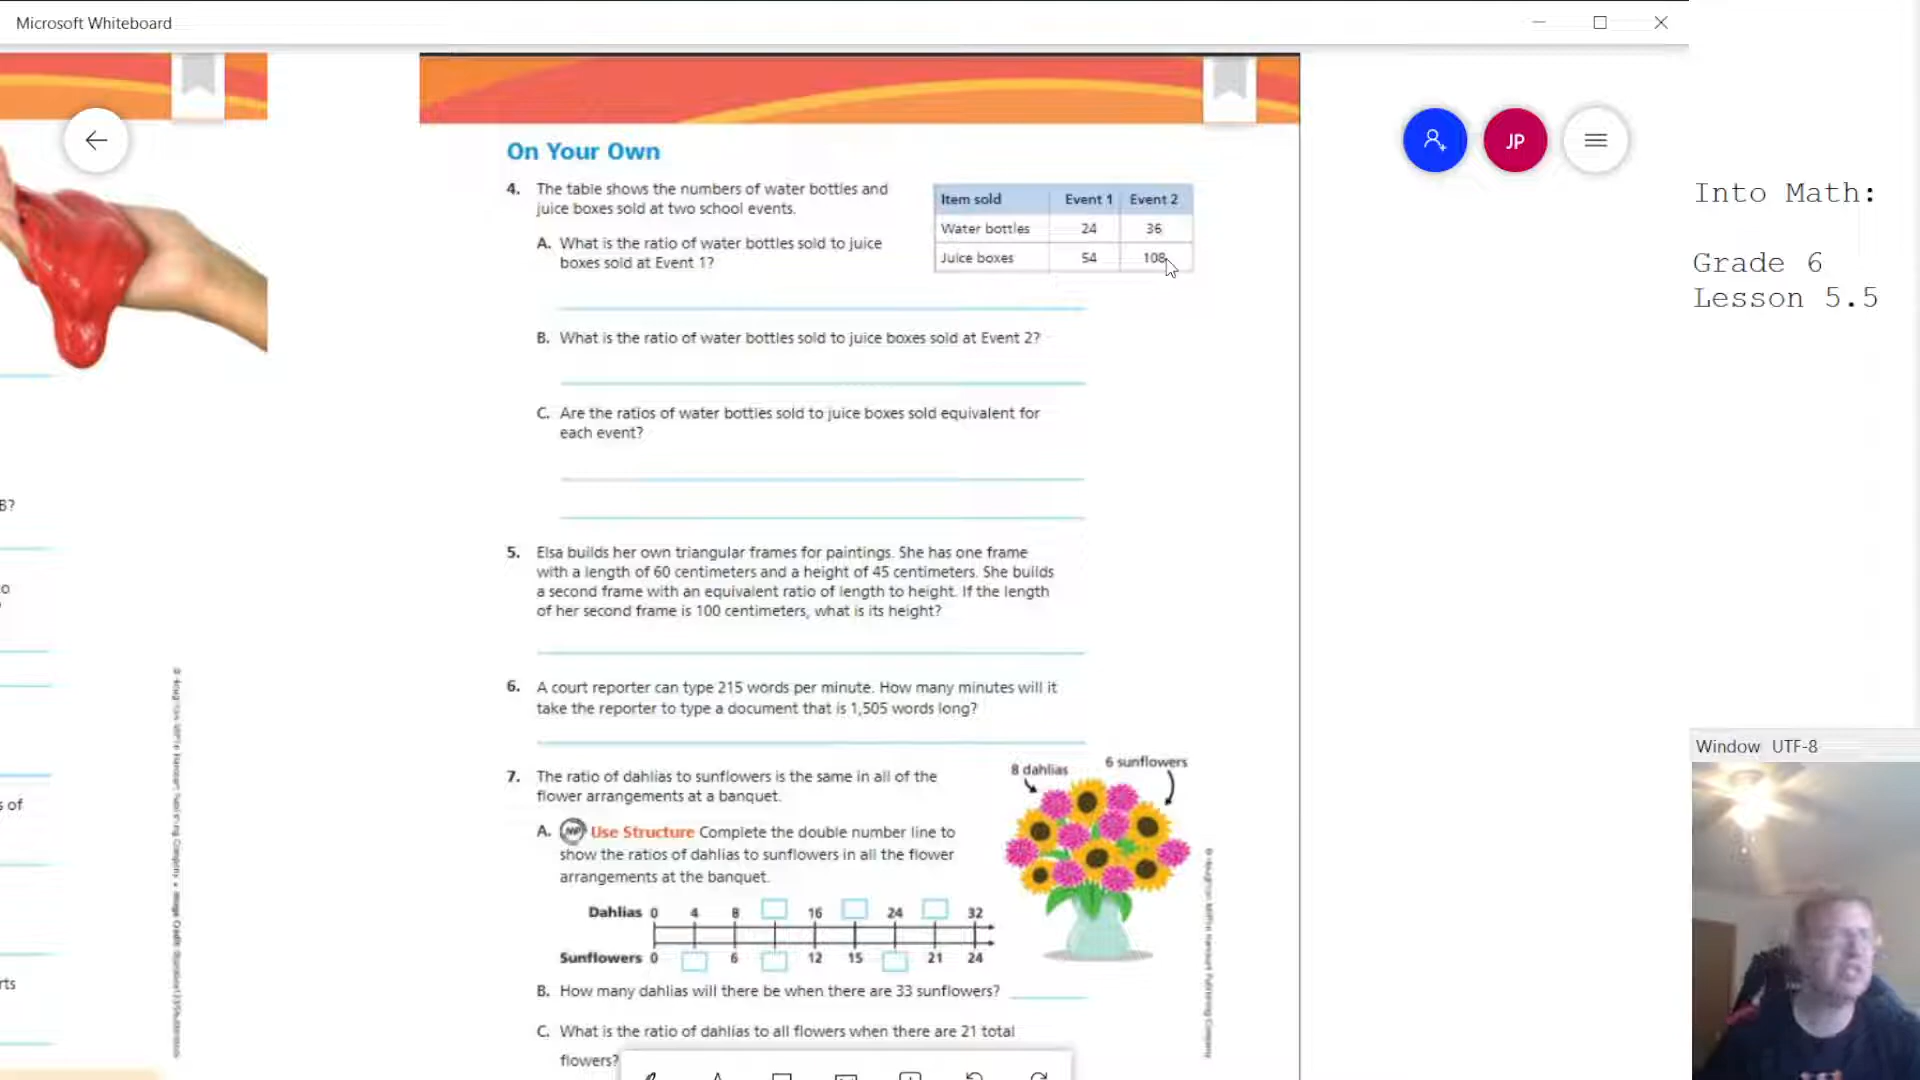 Microsoft Whiteboard
On Your Own
4. The table shows the numbers of water bottles and
juice boxes sold at two school events.
Item sold Event 1 Event 2
Water bottles 24 36
Juice boxes 54 108
A. What is the ratio of water bottles sold to juice
boxes sold at Event 1?
B. What is the ratio of water bottles sold to juice boxes sold at Event 2?
C. Are the ratios of water bottles sold to juice boxes sold equivalent for
each event?
5. Elsa builds her own triangular frames for paintings. She has one frame
with a length of 60 centimeters and a height of 45 centimeters. She builds
a second frame with an equivalent ratio of length to height. If the length
of her second frame is 100 centimeters, what is its height?
6. A court reporter can type 215 words per minute. How many minutes will it
take the reporter to type a document that is 1,505 words long?
7. The ratio of dahlias to sunflowers is the same in all of the
flower arrangements at a banquet.
8 dahlias
6 sunflowers
A. MP Use Structure Complete the double number line to
show the ratios of dahlias to sunflowers in all the flower
arrangements at the banquet.
Dahlias 0 4 8 16 24 32
Sunflowers 0 6 12 15 21 24
B. How many dahlias will there be when there are 33 sunflowers?
C. What is the ratio of dahlias to all flowers when there are 21 total
flowers?
B?
s of
JP
Into Math:
Grade 6
Lesson 5.5
Window UTF-8